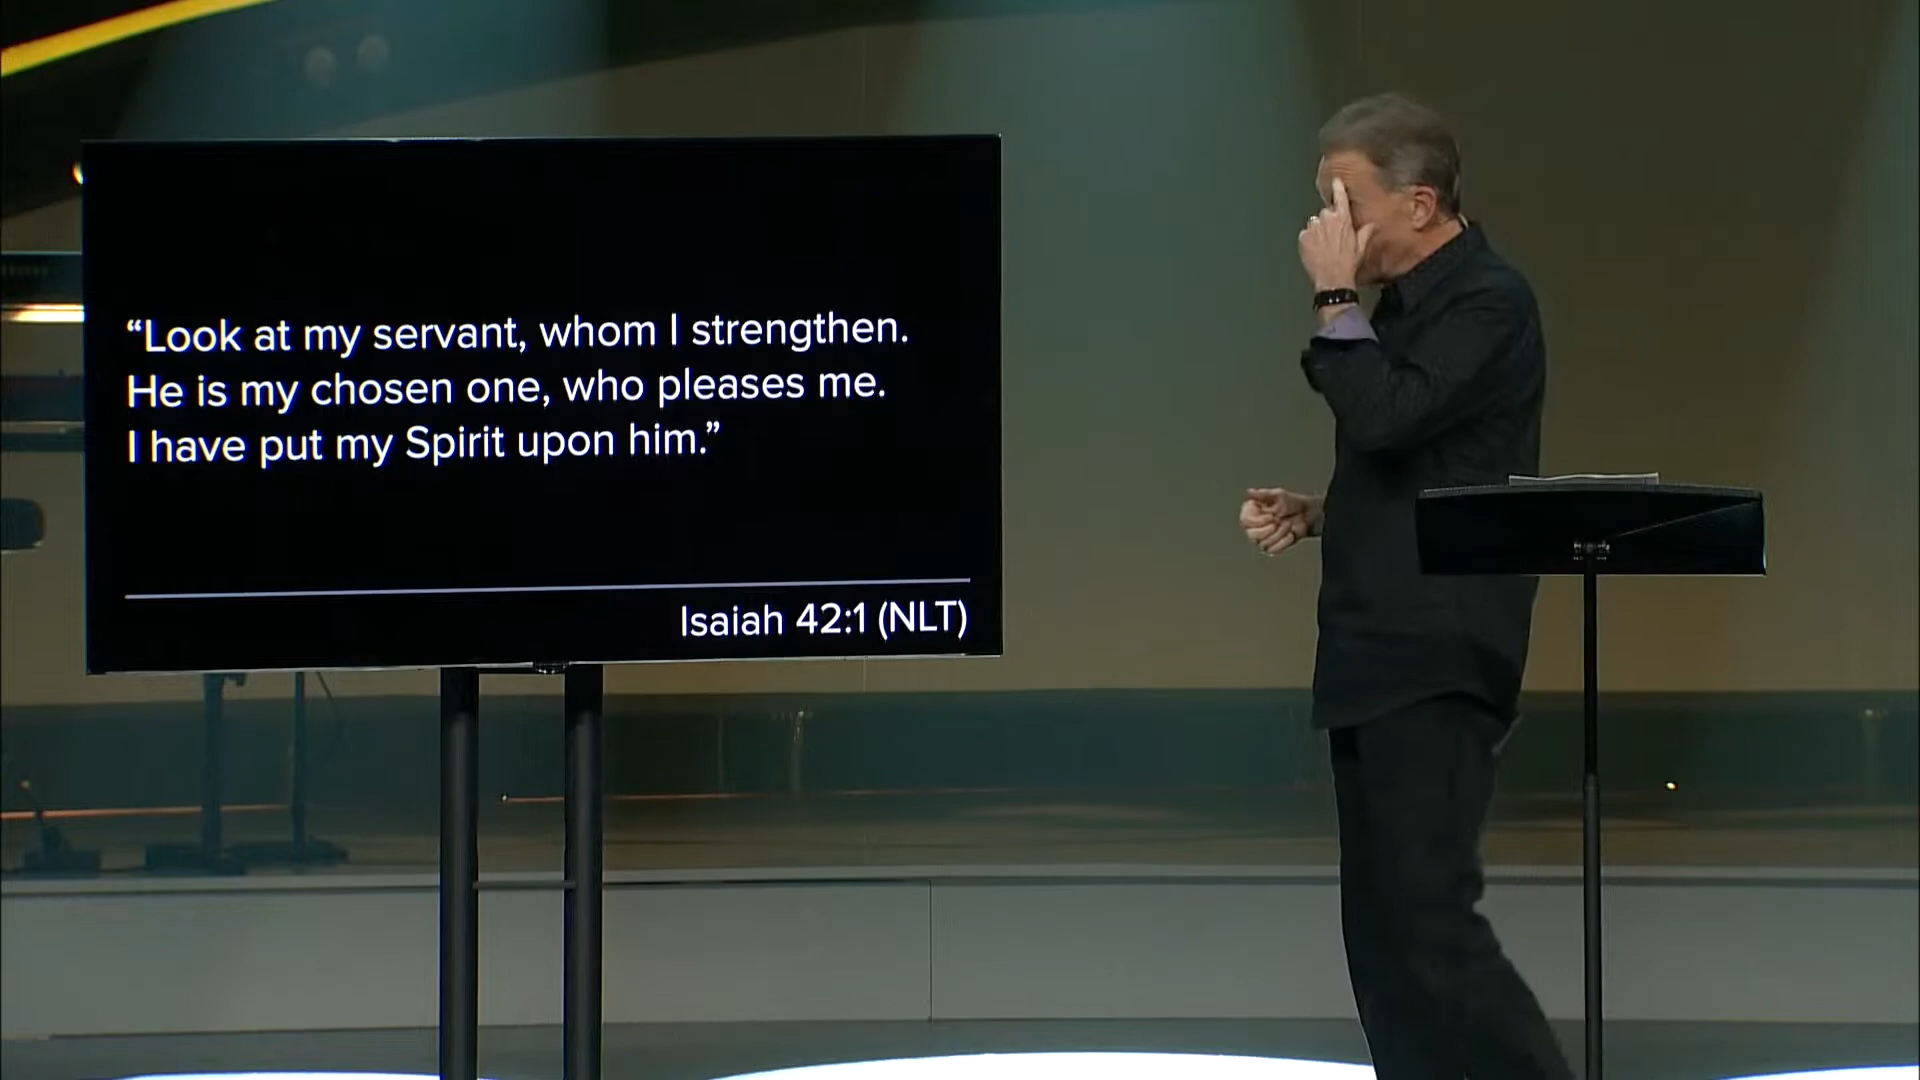 “Look at my servant, whom I strengthen.
He is my chosen one, who pleases me.
I have put my Spirit upon him.”
Isaiah 42:1 (NLT)